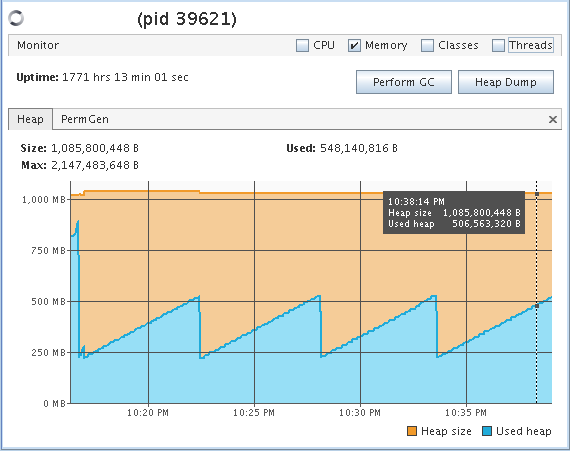 (pid 39621)
Monitor CPU Memory Classes Threads
Uptime: 1771 hrs 13 min 01 sec Perform GC Heap Dump
Heap PermGen
Size: 1,085,800,448 B Used: 548,140,816 B
Max: 2,147,483,648 B
1,000 MB
10:38:14 PM
Heap size 1,085,800,448 B
Used heap 506,563,320 B
750 MB
500 MB
250 MB
0 MB
10:20 PM 10:25 PM 10:30 PM 10:35 PM
Heap size Used heap